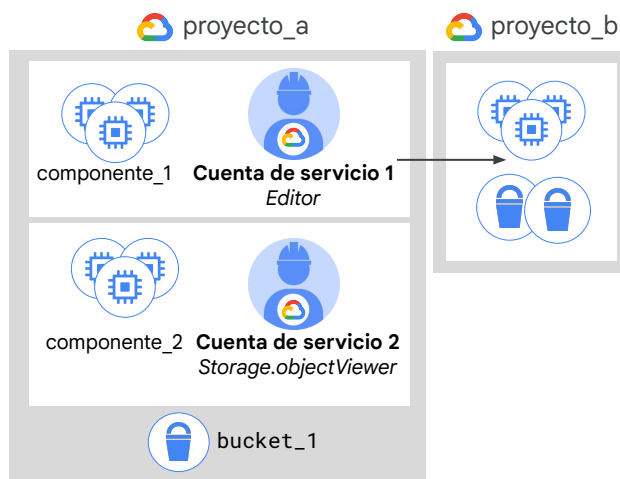 proyecto_a
proyecto_b
componente_1
Cuenta de servicio 1
Editor
componente_2
Cuenta de servicio 2
Storage.objectViewer
bucket_1